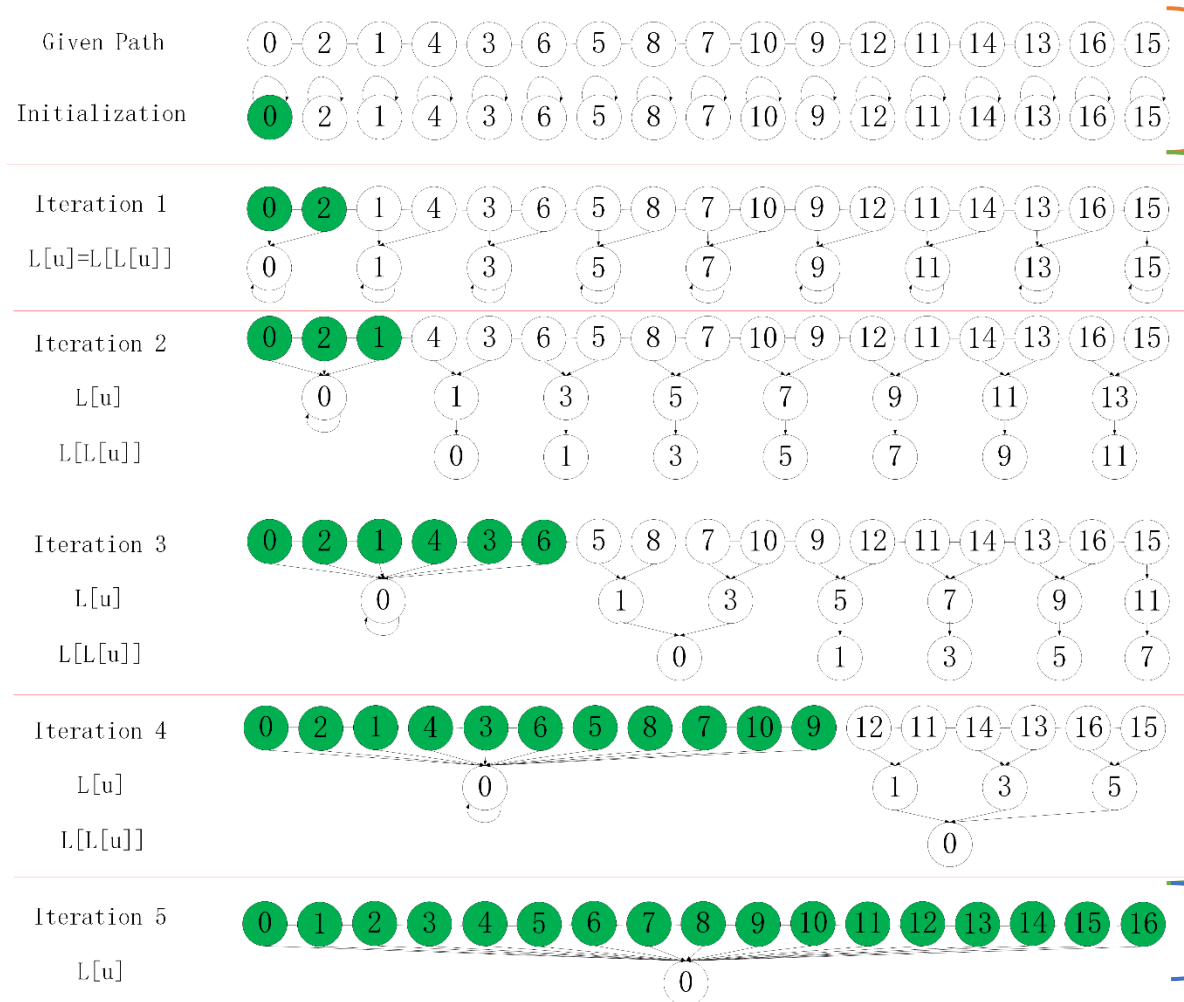 Given Path 0 2 1 4 3 6 5 8 7 10 9 12 11 14 13 16 15
Initialization 0 2 1 4 3 6 5 8 7 10 9 12 11 14 13 16 15
Iteration 1 0 2 1 4 3 6 5 8 7 10 9 12 11 14 13 16 15
L[u]=L[L[u]] 0 1 3 5 7 9 11 13 15
Iteration 2 0 2 1 4 3 6 5 8 7 10 9 12 11 14 13 16 15
L[u] 0 1 3 5 7 9 11 13
L[L[u]] 0 1 3 5 7 9 11
Iteration 3 0 2 1 4 3 6 5 8 7 10 9 12 11 14 13 16 15
L[u] 0 1 3 5 7 9 11
L[L[u]] 0 1 3 5 7
Iteration 4 0 2 1 4 3 6 5 8 7 10 9 12 11 14 13 16 15
L[u] 0 1 3 5
L[L[u]] 0
Iteration 5 0 1 2 3 4 5 6 7 8 9 10 11 12 13 14 15 16
L[u] 0